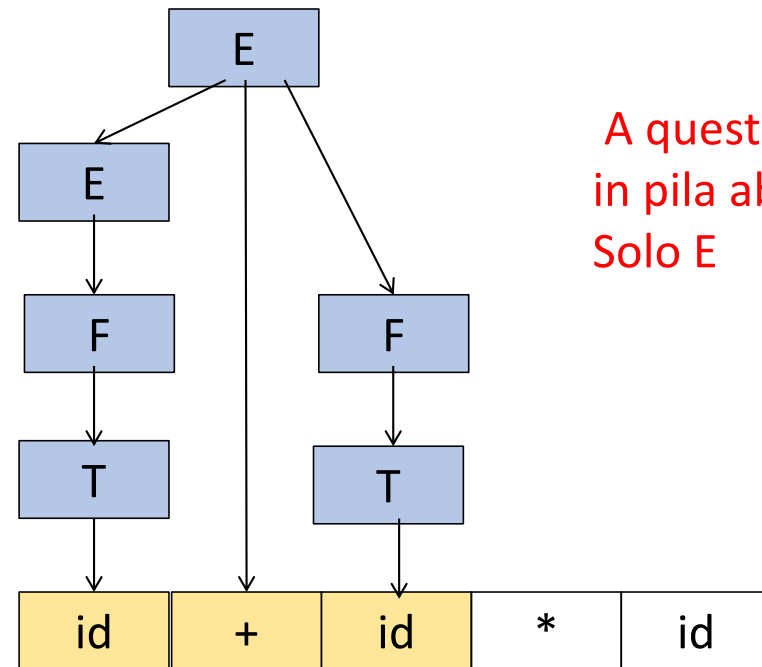 E
A quest
in pila ab
Solo E
E
F F
T T
id + id * id